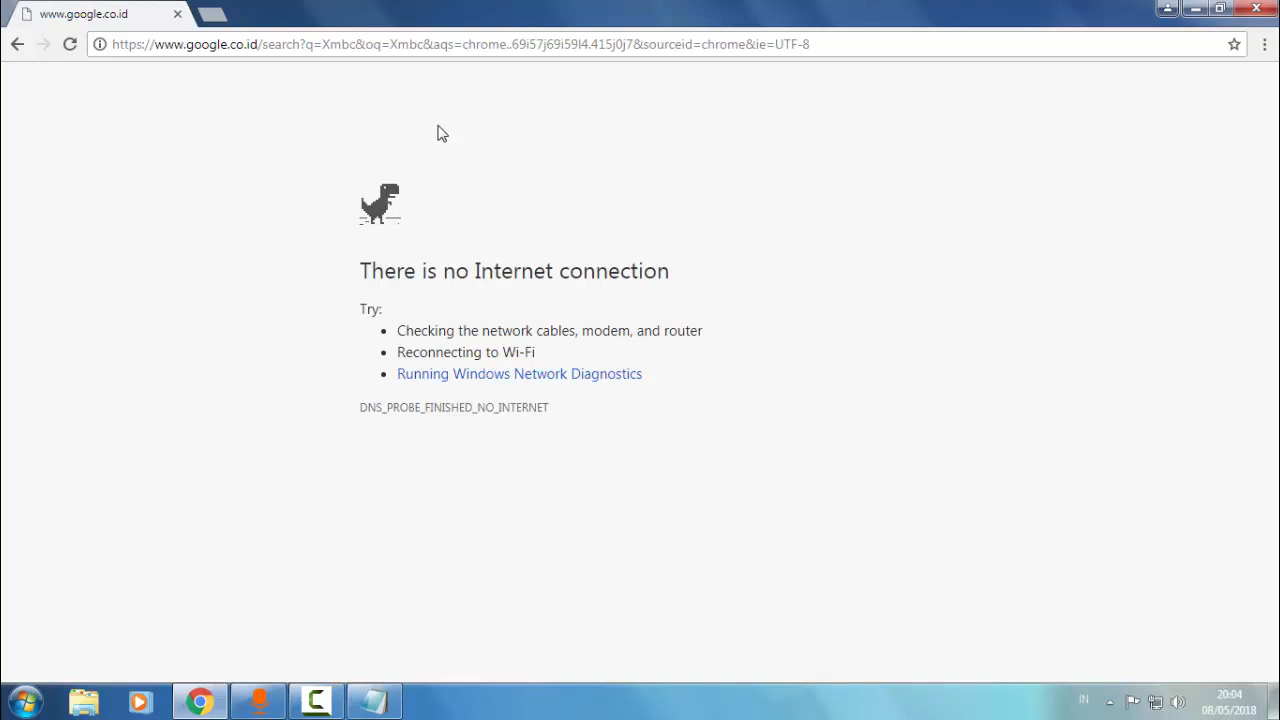 www.google.co.id
https://www.google.co.id/search?q=Xmbc&oq=Xmbc&aqs=chrome..69i57j69i59l4.415j0j7&sourceid=chrome&ie=UTF-8
There is no Internet connection
Try:
Checking the network cables, modem, and router
Reconnecting to Wi-Fi
Running Windows Network Diagnostics
DNS_PROBE_FINISHED_NO_INTERNET
IN
20:04
08/05/2018